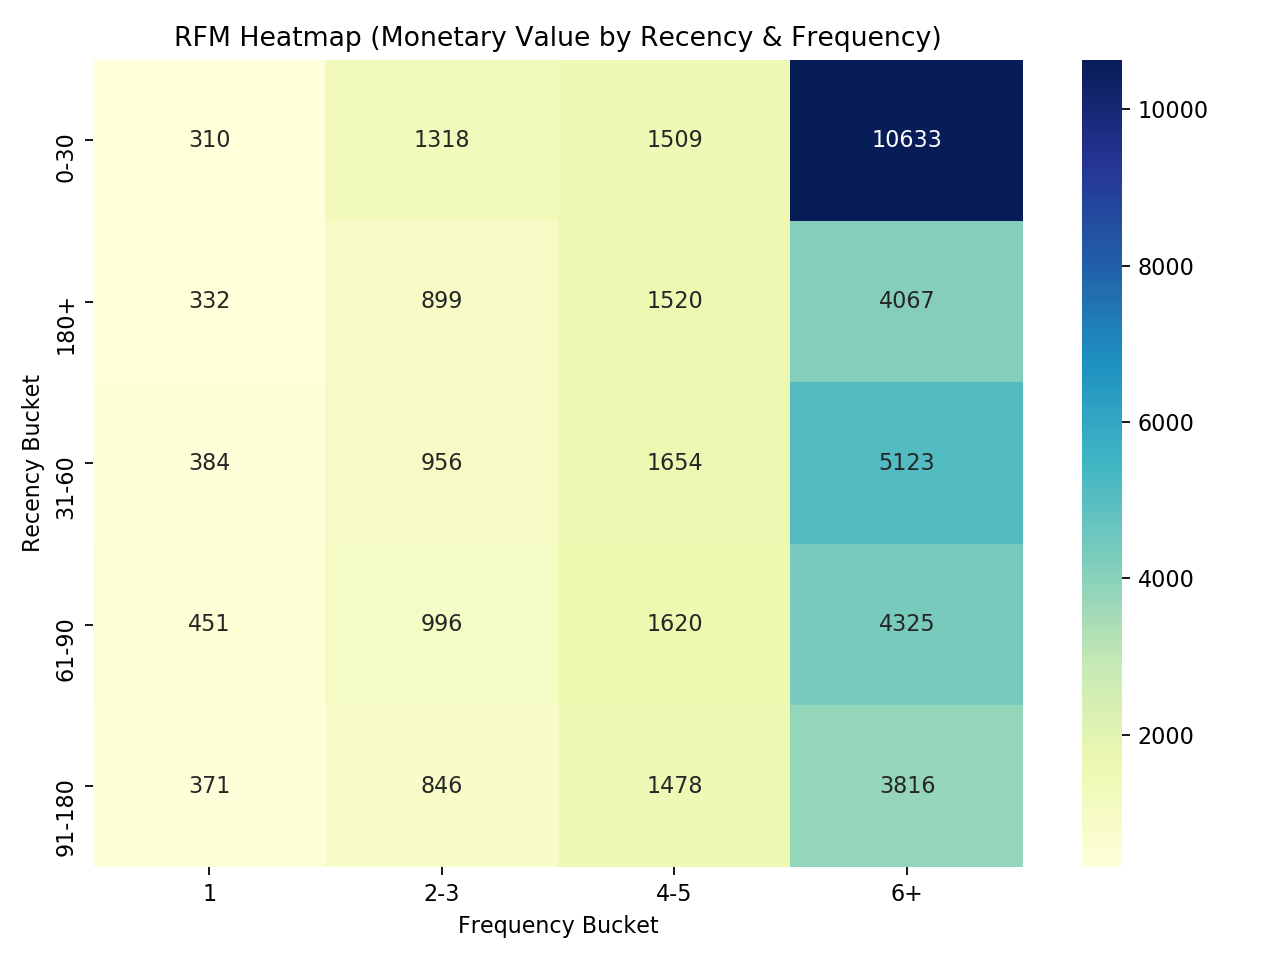 RFM Heatmap (Monetary Value by Recency & Frequency)
Recency Bucket
0-30 310 1318 1509 10633
180+ 332 899 1520 4067
31-60 384 956 1654 5123
61-90 451 996 1620 4325
91-180 371 846 1478 3816
1 2-3 4-5 6+
Frequency Bucket
10000
8000
6000
4000
2000